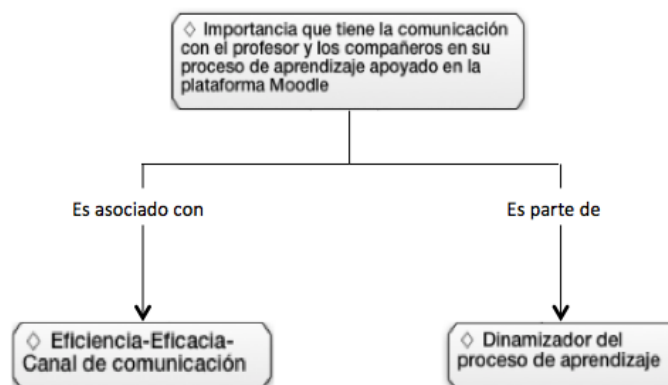 ◇ Importancia que tiene la comunicación
con el profesor y los compañeros en su
proceso de aprendizaje apoyado en la
plataforma Moodle
Es asociado con
Es parte de
◇ Eficiencia-Eficacia-
Canal de comunicación
◇ Dinamizador del
proceso de aprendizaje